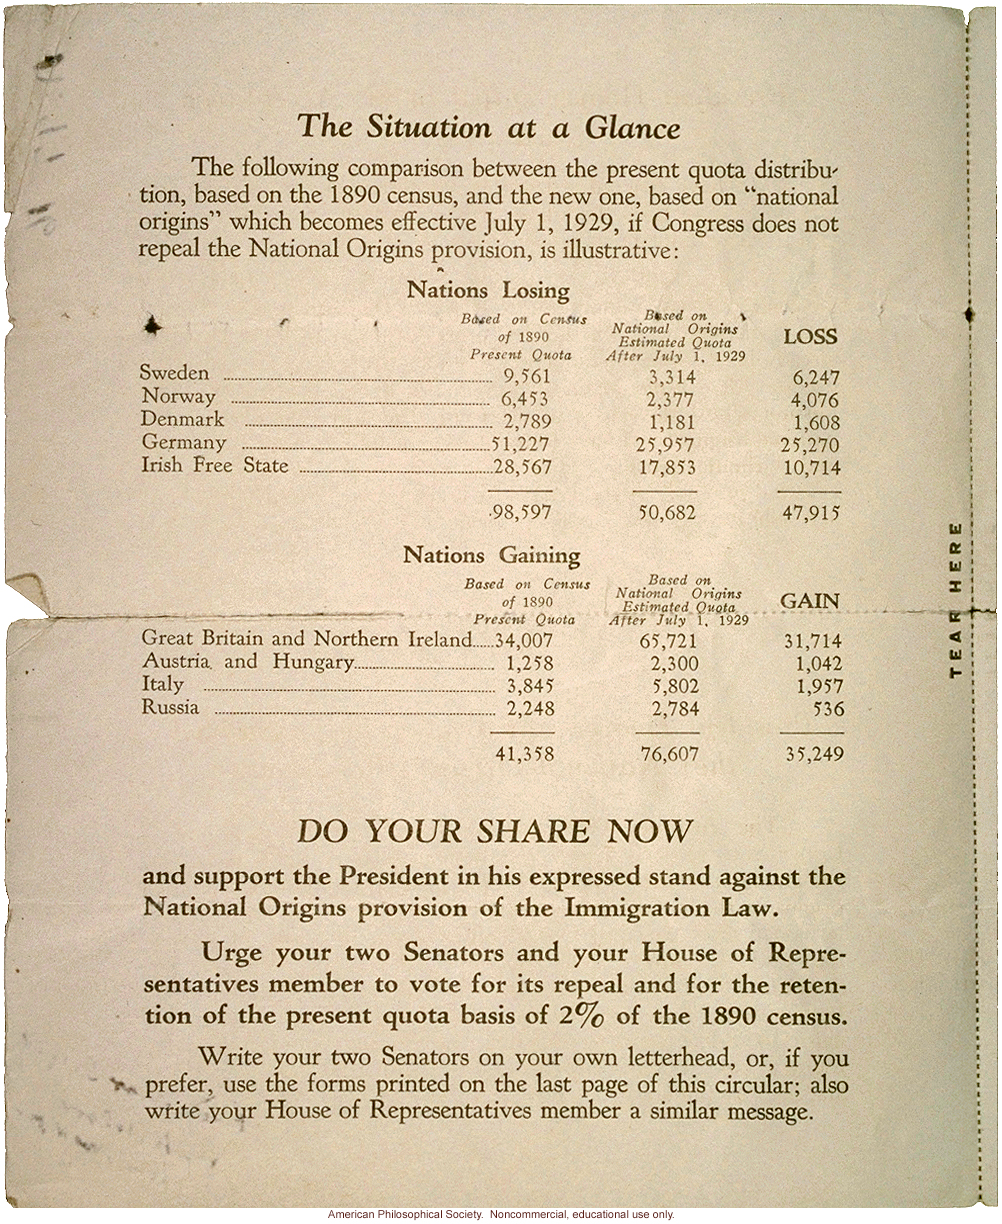 The Situation at a Glance
The following comparison between the present quota distribu-
tion, based on the 1890 census, and the new one, based on "national
origins" which becomes effective July 1, 1929, if Congress does not
repeal the National Origins provision, is illustrative:
Nations Losing
Based on Census of 1890 Present Quota
Based on National Origins Estimated Quota After July 1, 1929
LOSS
Sweden 9,561 3,314 6,247
Norway 6,453 2,377 4,076
Denmark 2,789 1,181 1,608
Germany 51,227 25,957 25,270
Irish Free State 28,567 17,853 10,714
98,597 50,682 47,915
Nations Gaining
Based on Census of 1890 Present Quota
Based on National Origins Estimated Quota After July 1, 1929
GAIN
Great Britain and Northern Ireland 34,007 65,721 31,714
Austria and Hungary 1,258 2,300 1,042
Italy 3,845 5,802 1,957
Russia 2,248 2,784 536
41,358 76,607 35,249
DO YOUR SHARE NOW
and support the President in his expressed stand against the
National Origins provision of the Immigration Law.
Urge your two Senators and your House of Repre-
sentatives member to vote for its repeal and for the reten-
tion of the present quota basis of 2% of the 1890 census.
Write your two Senators on your own letterhead, or, if you
prefer, use the forms printed on the last page of this circular; also
write your House of Representatives member a similar message.
TEAR HERE
American Philosophical Society. Noncommercial, educational use only.